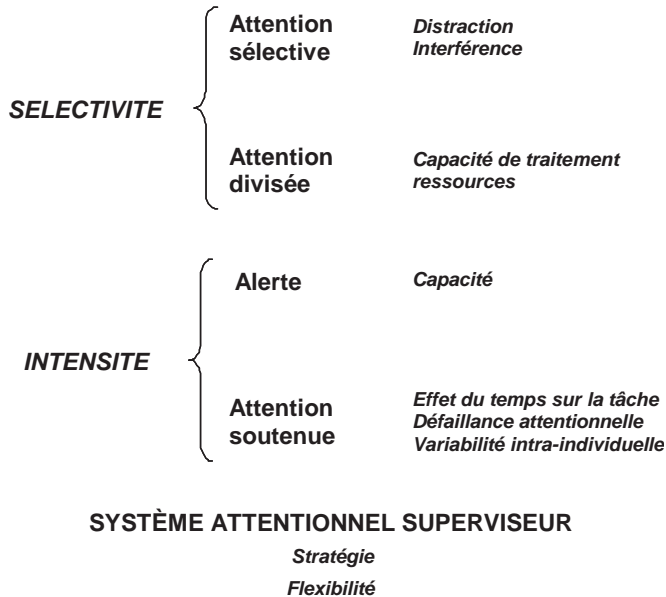 Attention
sélective
Distraction
Interférence
SELECTIVITE
Attention
divisée
Capacité de traitement
ressources
Alerte
Capacité
INTENSITE
Attention
soutenue
Effet du temps sur la tâche
Défaillance attentionnelle
Variabilité intra-individuelle
SYSTÈME ATTENTIONNEL SUPERVISEUR
Stratégie
Flexibilité